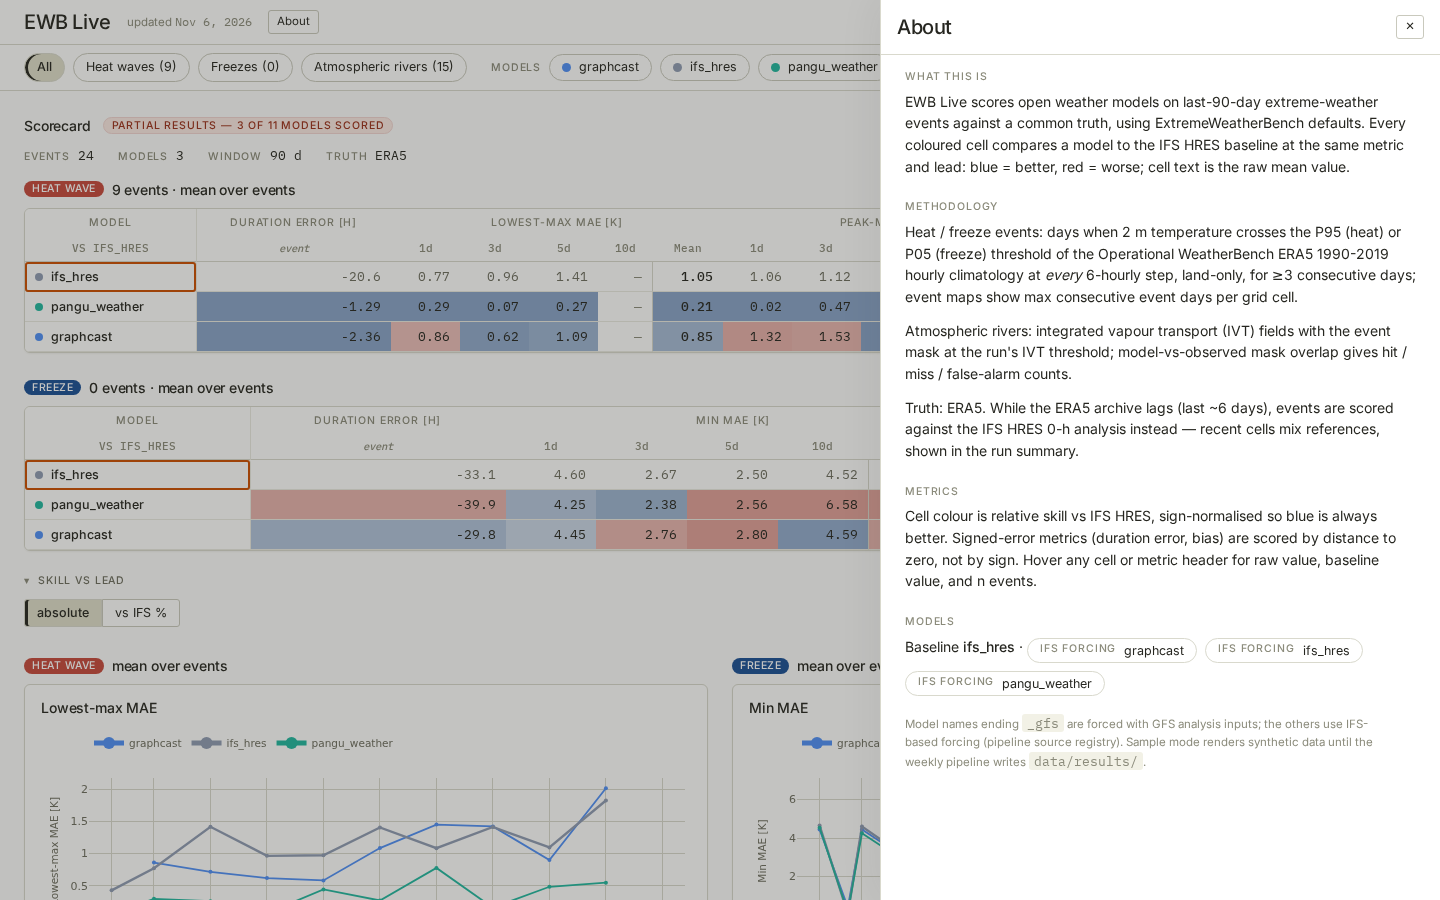 EWB Live updated Nov 6, 2026 About
All Heat waves (9) Freezes (0) Atmospheric rivers (15) MODELS graphcast ifs_hres pangu_weather
Scorecard PARTIAL RESULTS — 3 OF 11 MODELS SCORED
EVENTS 24 MODELS 3 WINDOW 90 d TRUTH ERA5
HEAT WAVE 9 events · mean over events
MODEL DURATION ERROR [H] LOWEST-MAX MAE [K] PEAK-M
VS IFS_HRES event 1d 3d 5d 10d Mean 1d 3d
ifs_hres -20.6 0.77 0.96 1.41 — 1.05 1.06 1.12
pangu_weather -1.29 0.29 0.07 0.27 — 0.21 0.02 0.47
graphcast -2.36 0.86 0.62 1.09 — 0.85 1.32 1.53
FREEZE 0 events · mean over events
MODEL DURATION ERROR [H] MIN MAE [K]
VS IFS_HRES event 1d 3d 5d 10d
ifs_hres -33.1 4.60 2.67 2.50 4.52
pangu_weather -39.9 4.25 2.38 2.56 6.58
graphcast -29.8 4.45 2.76 2.80 4.59
▾ SKILL VS LEAD
absolute vs IFS %
HEAT WAVE mean over events
Lowest-max MAE
graphcast ifs_hres pangu_weather
2
1.5
1
0.5
Lowest-max MAE [K]
FREEZE mean over ev
Min MAE
graphca
6
4
2
Min MAE [K]
About ×
WHAT THIS IS
EWB Live scores open weather models on last-90-day extreme-weather
events against a common truth, using ExtremeWeatherBench defaults. Every
coloured cell compares a model to the IFS HRES baseline at the same metric
and lead: blue = better, red = worse; cell text is the raw mean value.
METHODOLOGY
Heat / freeze events: days when 2 m temperature crosses the P95 (heat) or
P05 (freeze) threshold of the Operational WeatherBench ERA5 1990-2019
hourly climatology at every 6-hourly step, land-only, for ≥3 consecutive days;
event maps show max consecutive event days per grid cell.
Atmospheric rivers: integrated vapour transport (IVT) fields with the event
mask at the run's IVT threshold; model-vs-observed mask overlap gives hit /
miss / false-alarm counts.
Truth: ERA5. While the ERA5 archive lags (last ~6 days), events are scored
against the IFS HRES 0-h analysis instead — recent cells mix references,
shown in the run summary.
METRICS
Cell colour is relative skill vs IFS HRES, sign-normalised so blue is always
better. Signed-error metrics (duration error, bias) are scored by distance to
zero, not by sign. Hover any cell or metric header for raw value, baseline
value, and n events.
MODELS
Baseline ifs_hres · IFS FORCING graphcast IFS FORCING ifs_hres
IFS FORCING pangu_weather
Model names ending _gfs are forced with GFS analysis inputs; the others use IFS-
based forcing (pipeline source registry). Sample mode renders synthetic data until the
weekly pipeline writes data/results/.